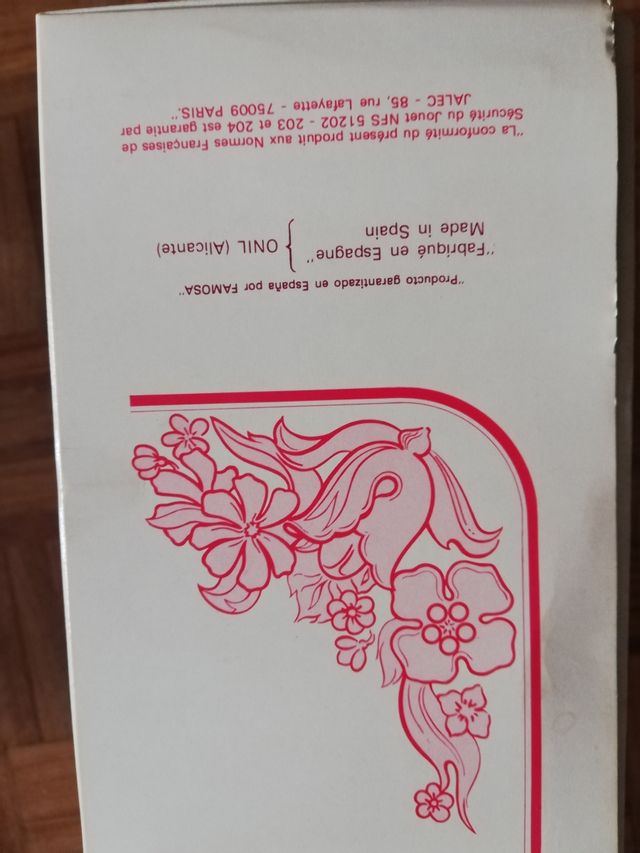 "Producto garantizado en España por FAMOSA"
"Fabriqué en Espagne" } ONIL (Alicante)
Made in Spain
"La conformité du présent produit aux Normes Françaises de
Sécurité du Jouet NFS 51202 - 203 et 204 est garantie par
JALEC - 85, rue Lafayette - 75009 PARIS."